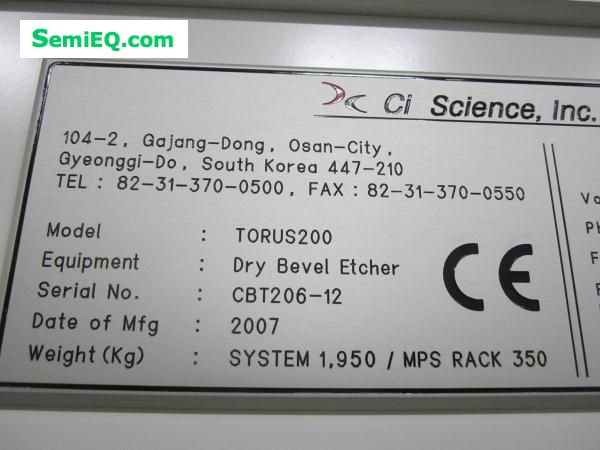 SemiEQ.com
Ci Science, Inc.
104-2, Gajang-Dong, Osan-City,
Gyeonggi-Do, South Korea 447-210
TEL : 82-31-370-0500, FAX : 82-31-370-0550
Model : TORUS200
Equipment : Dry Bevel Etcher
Serial No. : CBT206-12
Date of Mfg : 2007
Weight(Kg) : SYSTEM 1,950 / MPS RACK 350
CE